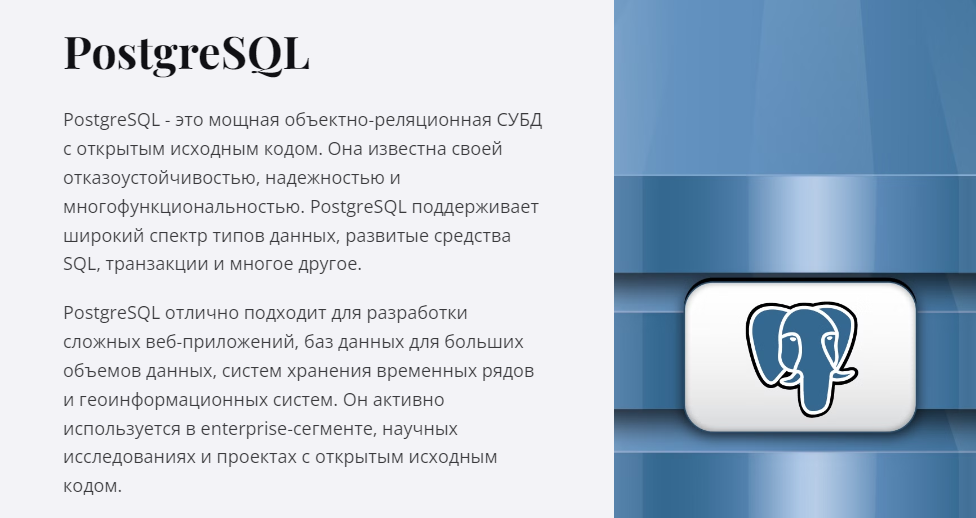 PostgreSQL
PostgreSQL - это мощная объектно-реляционная СУБД
с открытым исходным кодом. Она известна своей
отказоустойчивостью, надежностью и
многофункциональностью. PostgreSQL поддерживает
широкий спектр типов данных, развитые средства
SQL, транзакции и многое другое.
PostgreSQL отлично подходит для разработки
сложных веб-приложений, баз данных для больших
объемов данных, систем хранения временных рядов
и геоинформационных систем. Он активно
используется в enterprise-сегменте, научных
исследованиях и проектах с открытым исходным
кодом.